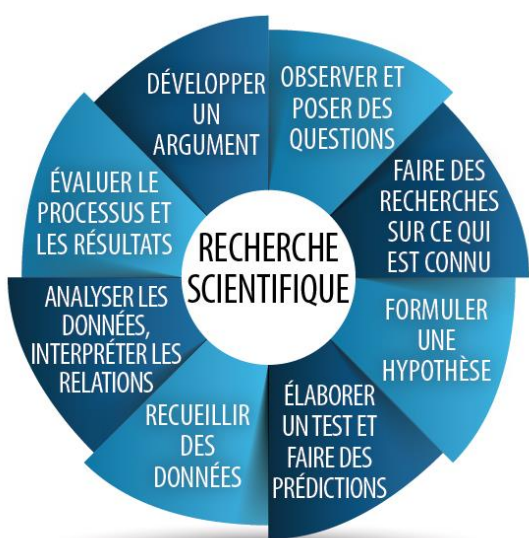 RECHERCHE
SCIENTIFIQUE
OBSERVER ET
POSER DES
QUESTIONS
FAIRE DES
RECHERCHES
SUR CE QUI
EST CONNU
FORMULER
UNE
HYPOTHÈSE
ÉLABORER
UN TEST ET
FAIRE DES
PRÉDICTIONS
RECUEILLIR
DES
DONNÉES
ANALYSER LES
DONNÉES,
INTERPRÉTER LES
RELATIONS
ÉVALUER LE
PROCESSUS ET
LES RÉSULTATS
DÉVELOPPER
UN
ARGUMENT